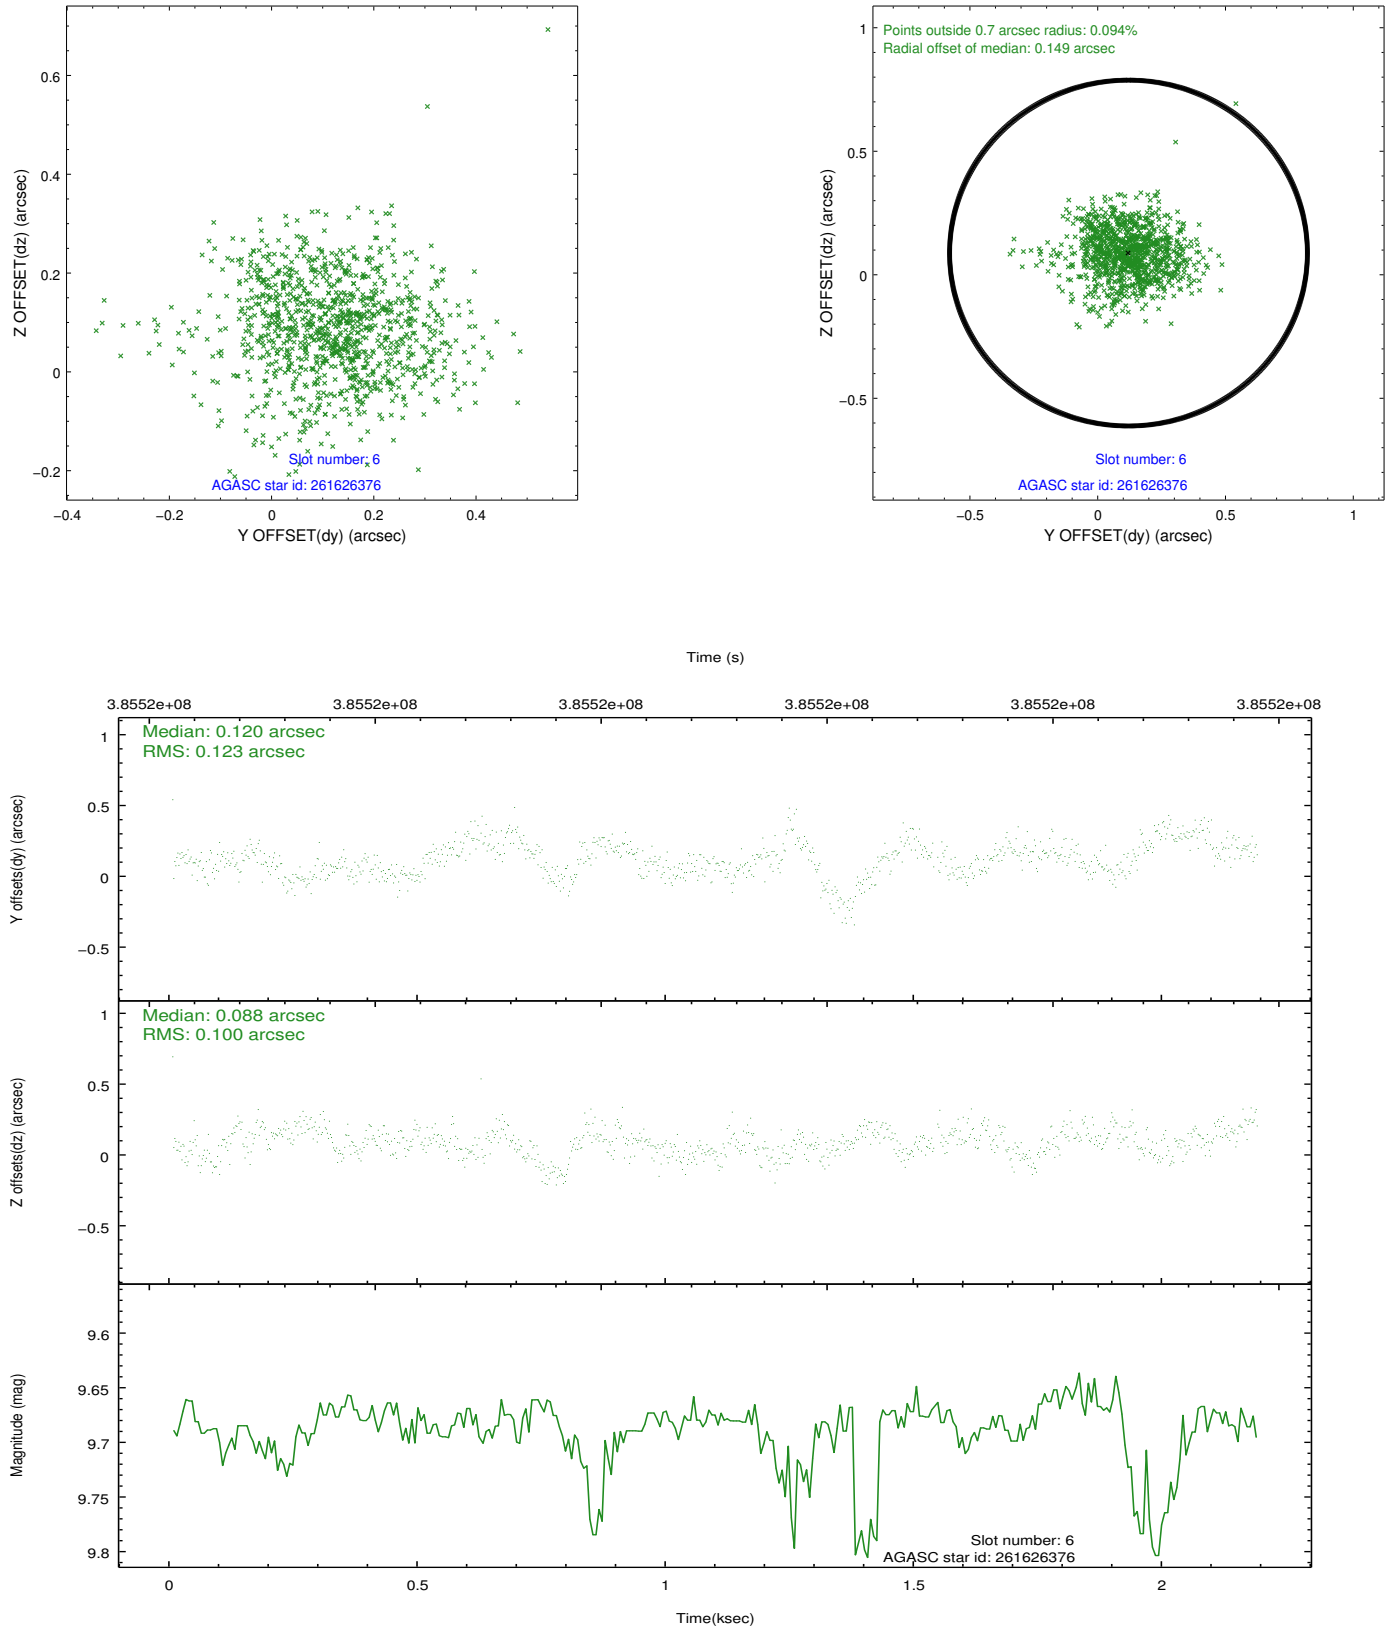 0.6
0.4
0.2
0
−0.2
−0.4
−0.2
0
0.2
0.4
Z OFFSET(dz) (arcsec)
Y OFFSET(dy) (arcsec)
Slot number: 6
AGASC star id: 261626376
Points outside 0.7 arcsec radius: 0.094%
Radial offset of median: 0.149 arcsec
1
0.5
0
−0.5
−0.5
0
0.5
1
Z OFFSET(dz) (arcsec)
Y OFFSET(dy) (arcsec)
Slot number: 6
AGASC star id: 261626376
Time (s)
3.8552e+08 3.8552e+08 3.8552e+08 3.8552e+08 3.8552e+08 3.8552e+08
Median: 0.120 arcsec
RMS: 0.123 arcsec
1
0.5
0
−0.5
Y offsets(dy) (arcsec)
Median: 0.088 arcsec
RMS: 0.100 arcsec
1
0.5
0
−0.5
Z offsets(dz) (arcsec)
9.6
9.65
9.7
9.75
9.8
Magnitude (mag)
Slot number: 6
AGASC star id: 261626376
0 0.5 1 1.5 2
Time(ksec)